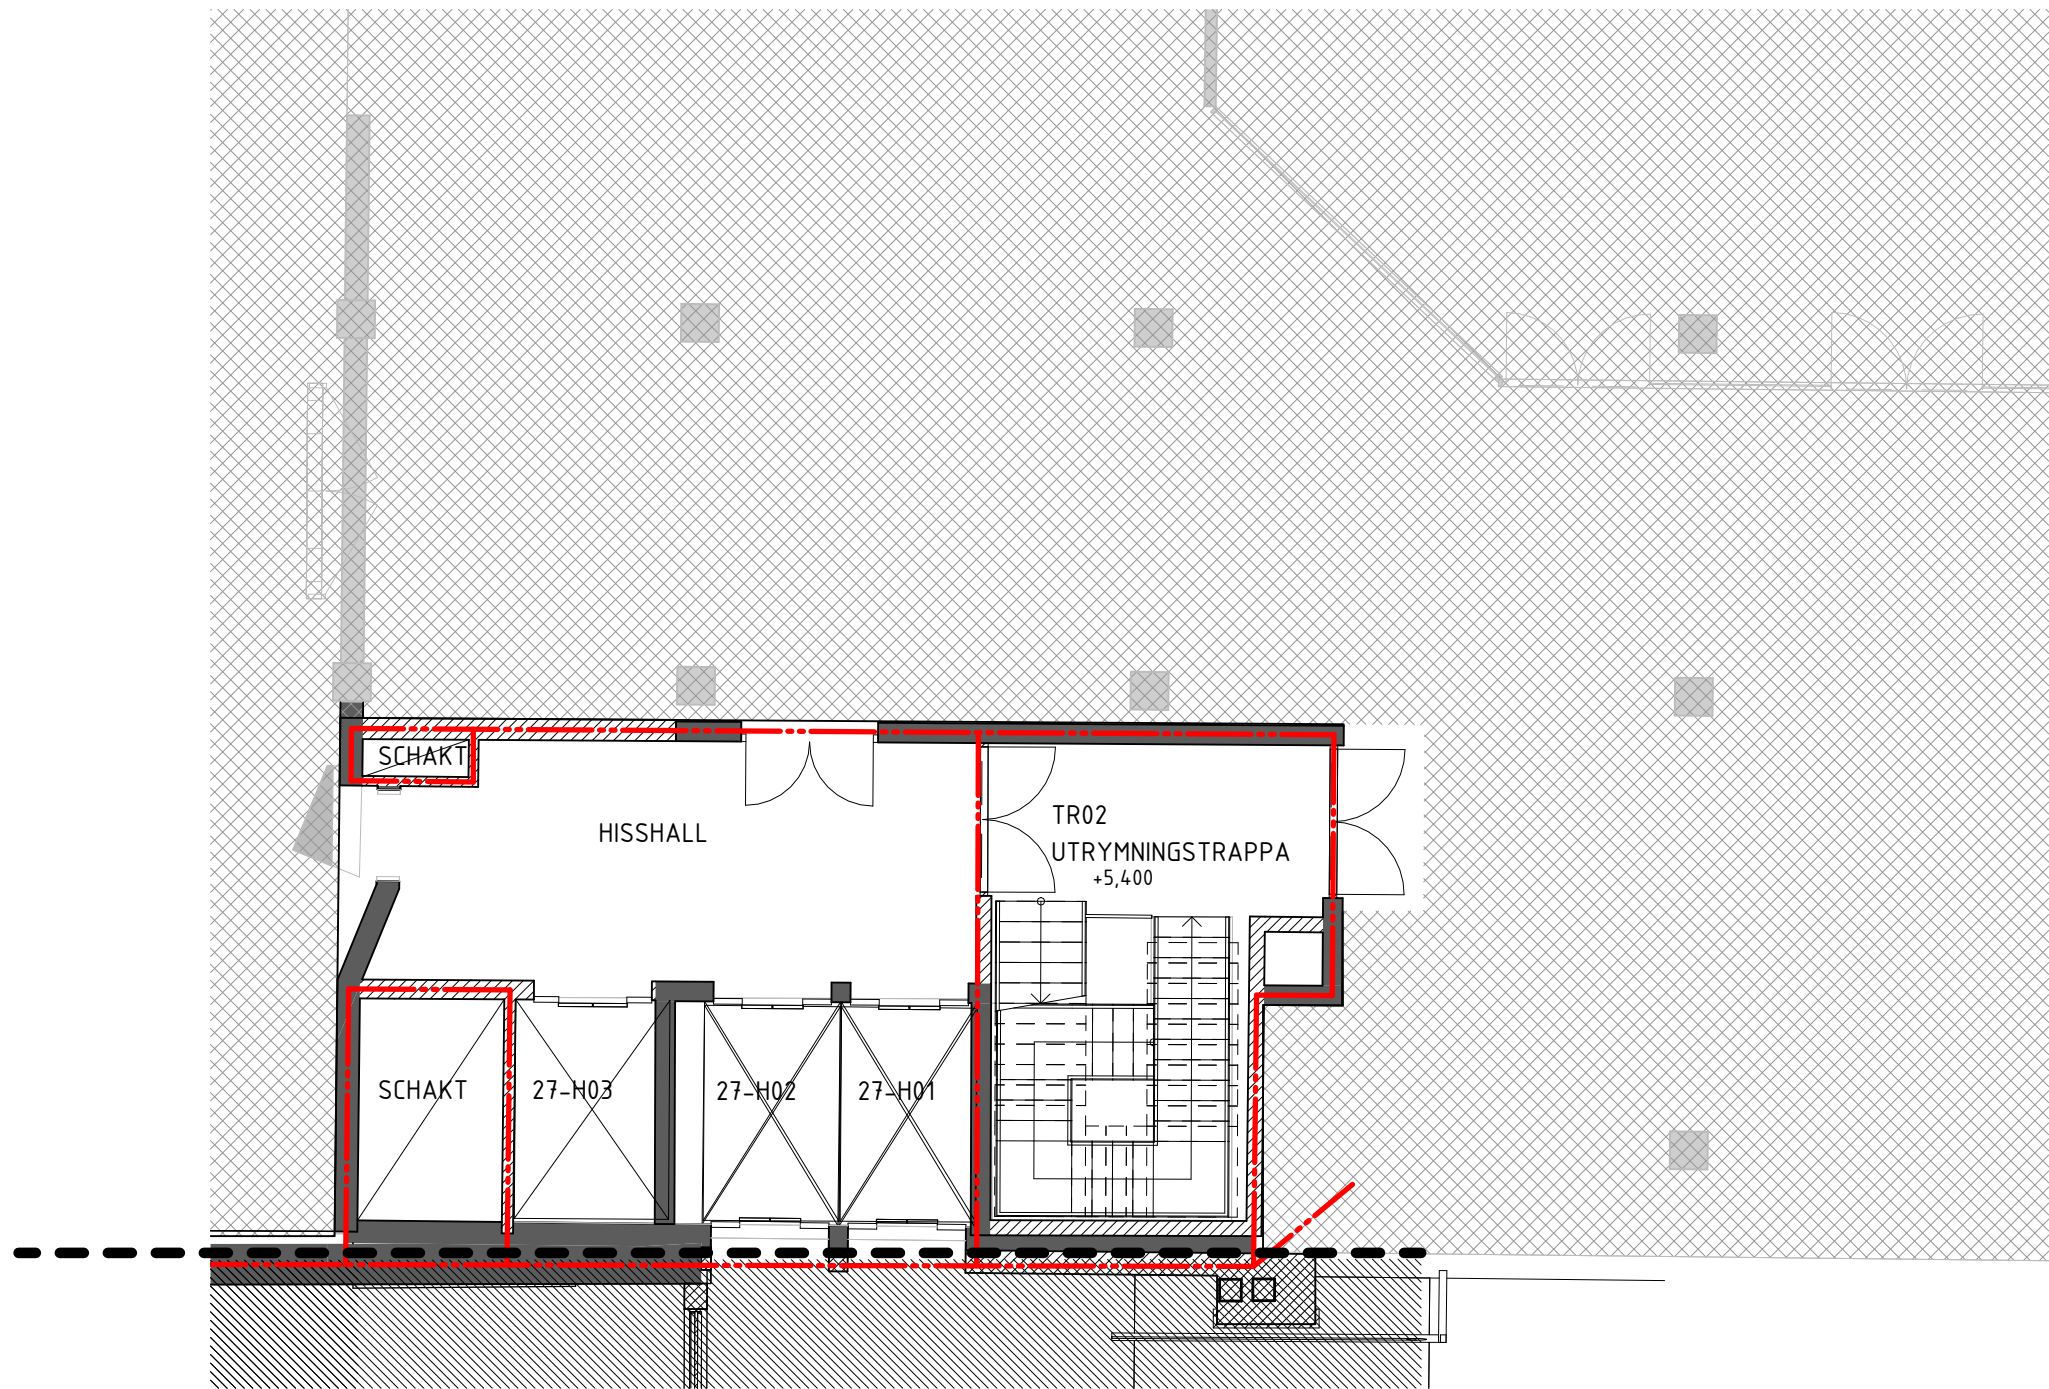 SCHAKT
HISSHALL
TR02
UTRYMNINGSTRAPPA
+5,400
SCHAKT
27-H03
27-H02
27-H01